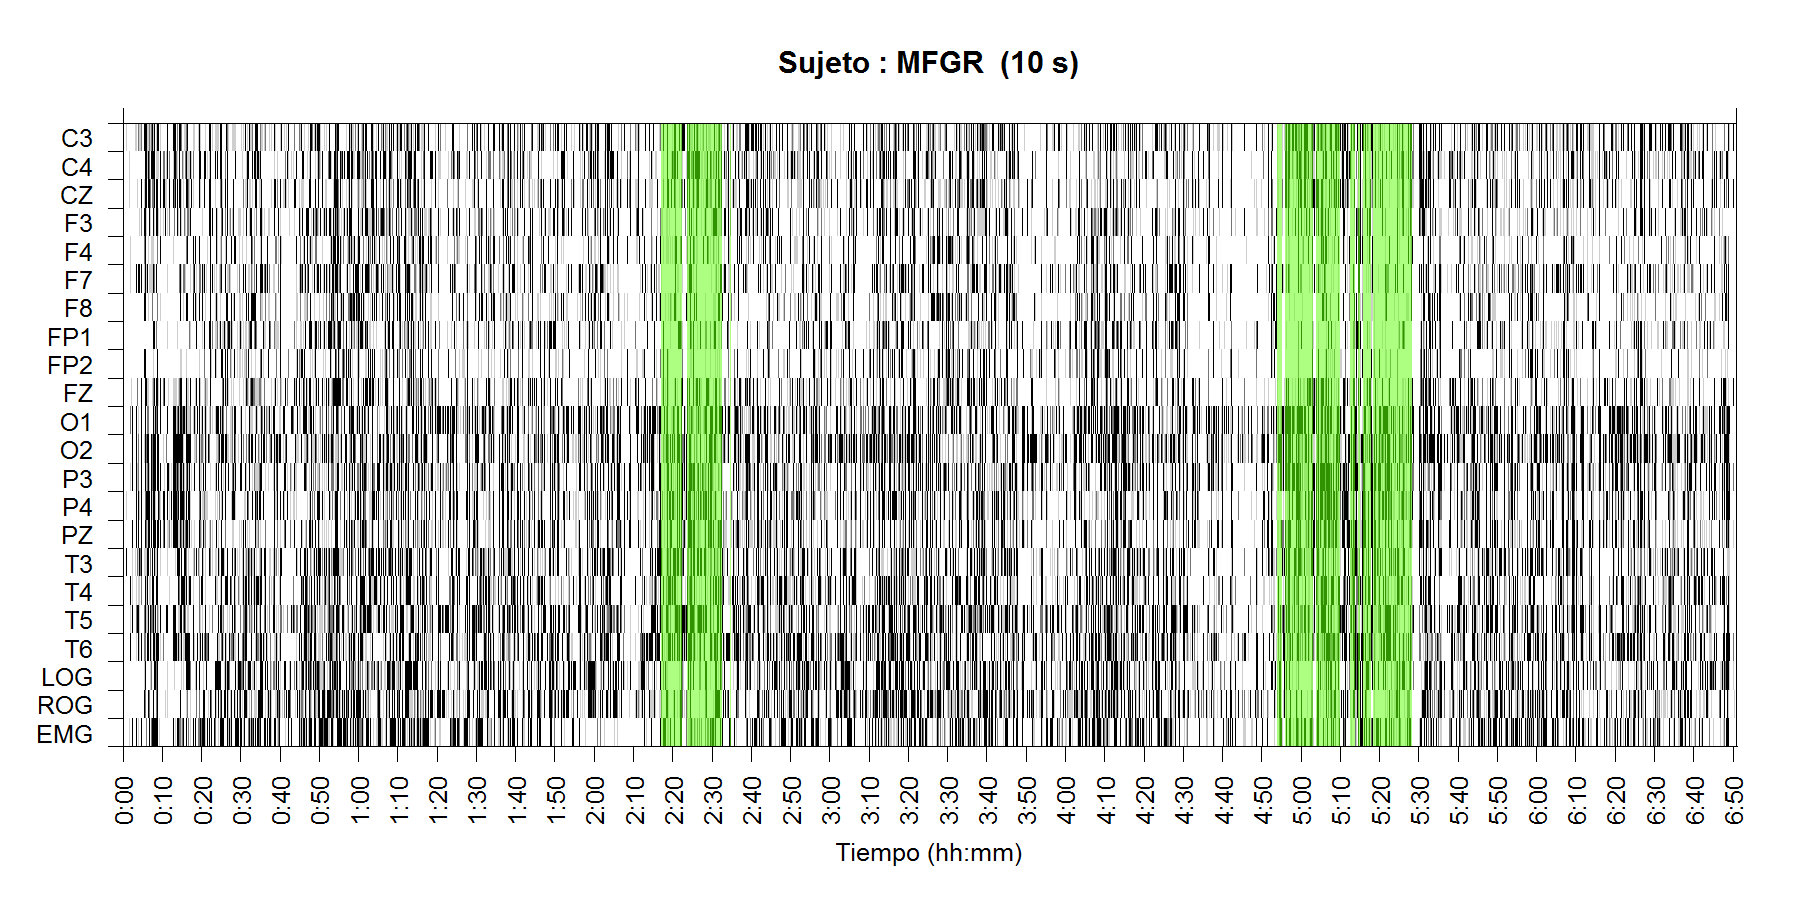 Sujeto : MFGR (10 s)
C3
C4
CZ
F3
F4
F7
F8
FP1
FP2
FZ
O1
O2
P3
P4
PZ
T3
T4
T5
T6
LOG
ROG
EMG
0:00
0:10
0:20
0:30
0:40
0:50
1:00
1:10
1:20
1:30
1:40
1:50
2:00
2:10
2:20
2:30
2:40
2:50
3:00
3:10
3:20
3:30
3:40
3:50
4:00
4:10
4:20
4:30
4:40
4:50
5:00
5:10
5:20
5:30
5:40
5:50
6:00
6:10
6:20
6:30
6:40
6:50
Tiempo (hh:mm)